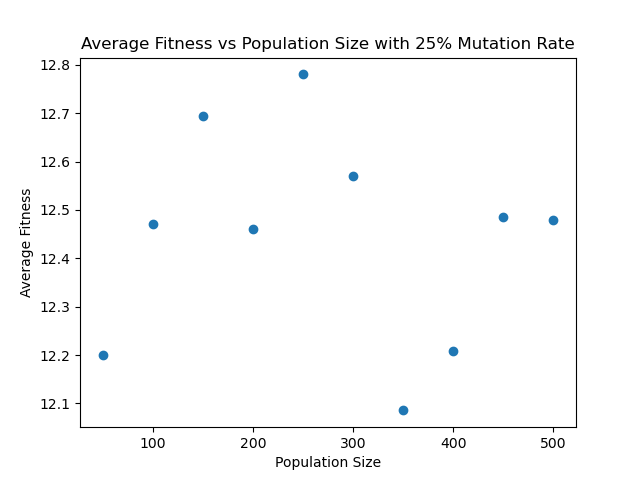 Average Fitness vs Population Size with 25% Mutation Rate
12.8
12.7
12.6
12.5
12.4
12.3
12.2
12.1
Average Fitness
100 200 300 400 500
Population Size